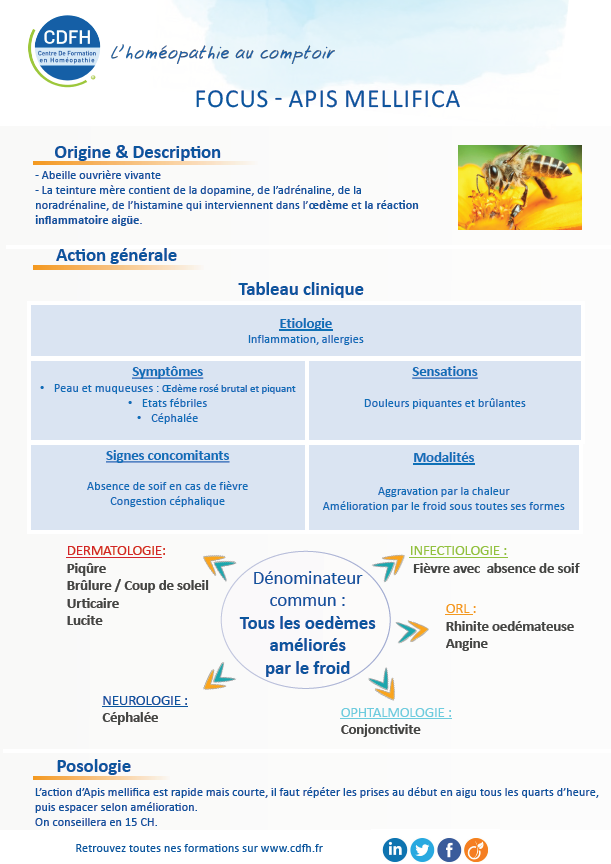 CDFH
Centre De Formation
en Homéopathie
L'homéopathie au comptoir
FOCUS - APIS MELLIFICA
Origine & Description
- Abeille ouvrière vivante
- La teinture mère contient de la dopamine, de l'adrénaline, de la
noradrénaline, de l'histamine qui interviennent dans l'œdème et la réaction
inflammatoire aigüe.
Action générale
Tableau clinique
Etiologie
Inflammation, allergies
Symptômes
• Peau et muqueuses : Œdème rosé brutal et piquant
• Etats fébriles
• Céphalée
Sensations
Douleurs piquantes et brûlantes
Signes concomitants
Absence de soif en cas de fièvre
Congestion céphalique
Modalités
Aggravation par la chaleur
Amélioration par le froid sous toutes ses formes
DERMATOLOGIE:
Piqûre
Brûlure / Coup de soleil
Urticaire
Lucite
Dénominateur
commun :
Tous les oedèmes
améliorés
par le froid
INFECTIOLOGIE :
Fièvre avec absence de soif
ORL :
Rhinite oedémateuse
Angine
NEUROLOGIE :
Céphalée
OPHTALMOLOGIE :
Conjonctivite
Posologie
L'action d'Apis mellifica est rapide mais courte, il faut répéter les prises au début en aigu tous les quarts d'heure,
puis espacer selon amélioration.
On conseillera en 15 CH.
Retrouvez toutes nes formations sur www.cdfh.fr